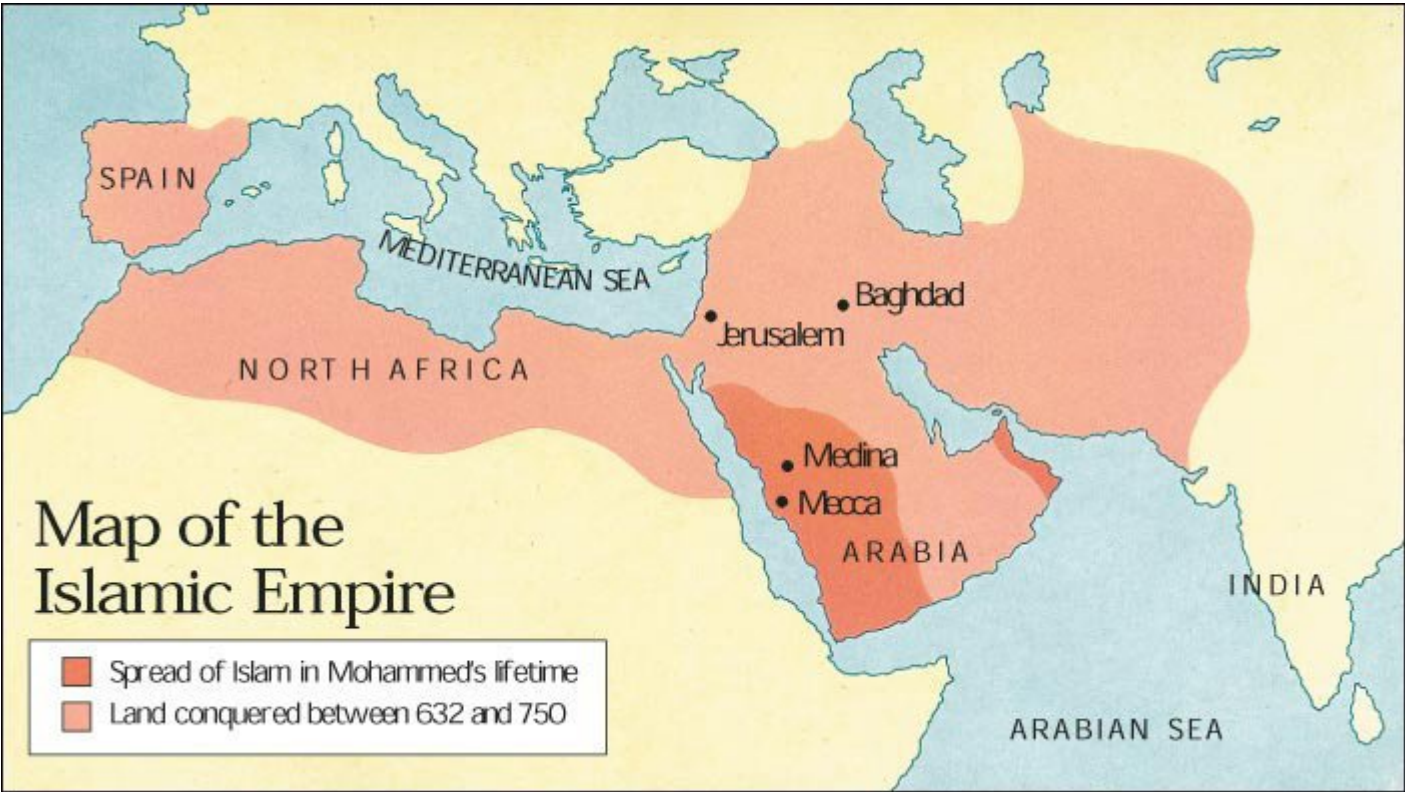 SPAIN
MEDITERRANEAN SEA
Baghdad
Jerusalem
NORTH AFRICA
Medina
Mecca
ARABIA
INDIA
ARABIAN SEA
Map of the
Islamic Empire
Spread of Islam in Mohammed's lifetime
Land conquered between 632 and 750